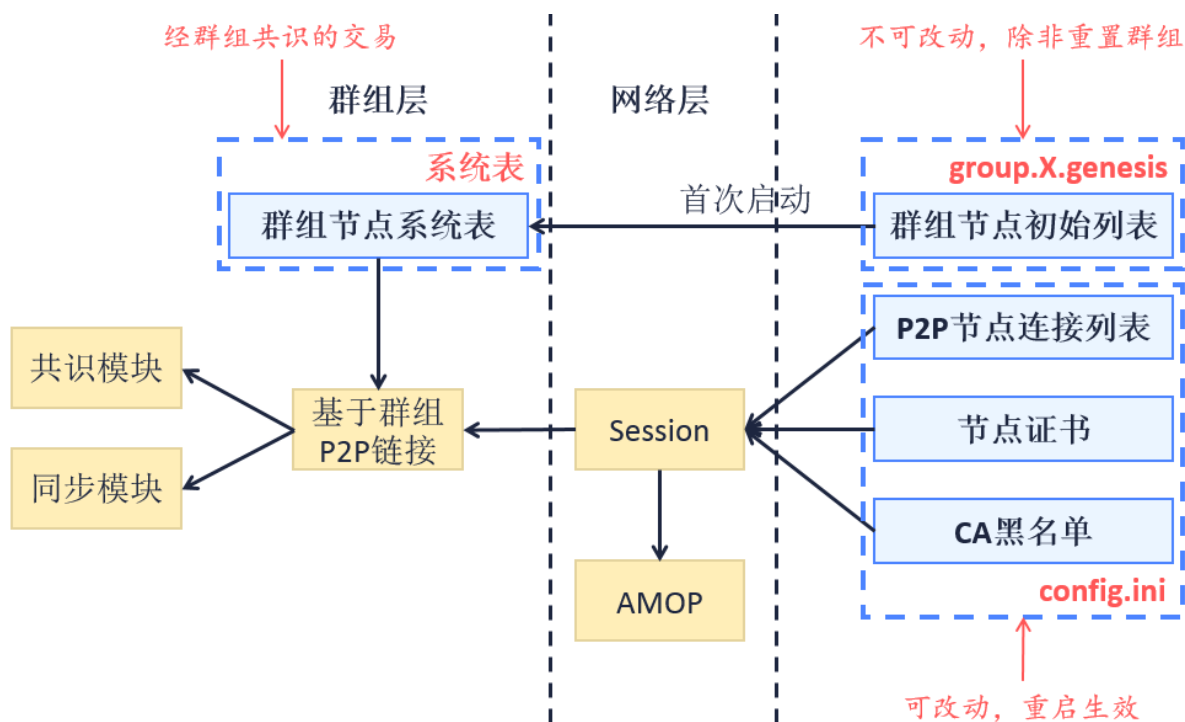 经群组共识的交易
不可改动，除非重置群组
群组层
网络层
系统表
group.X.genesis
首次启动
群组节点系统表
群组节点初始列表
P2P节点连接列表
共识模块
基于群组
P2P链接
Session
节点证书
同步模块
CA黑名单
AMOP
config.ini
可改动，重启生效